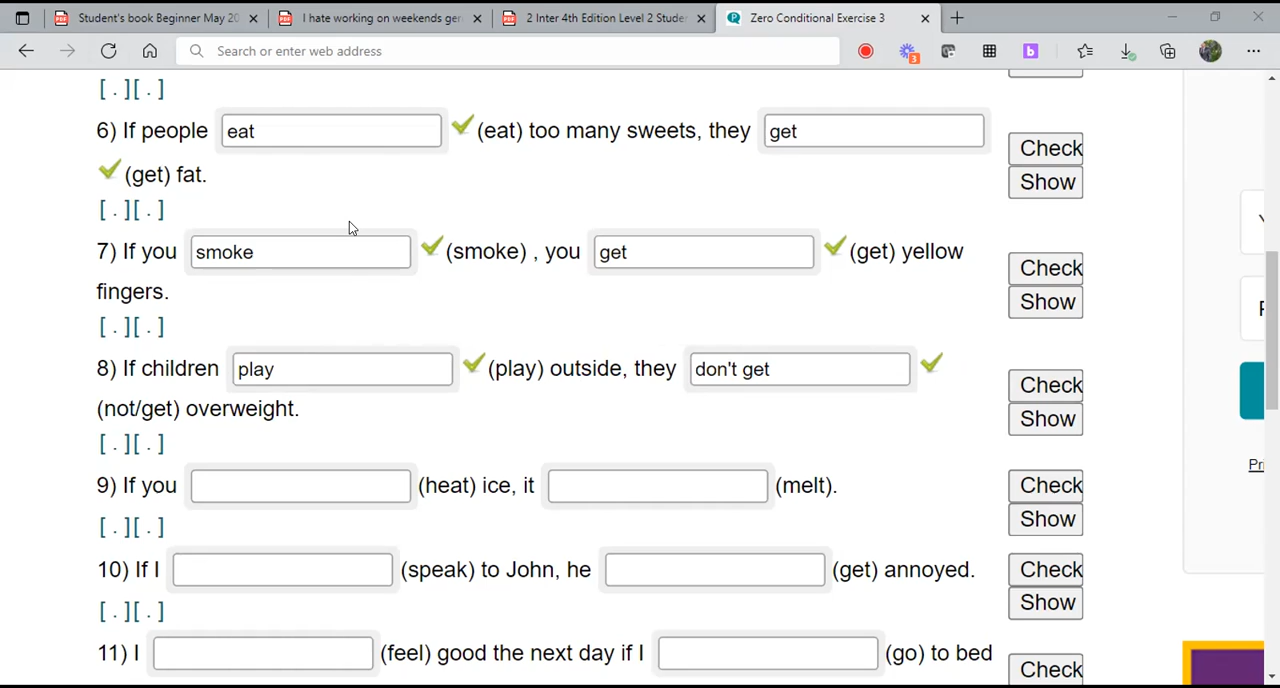 Student's book Beginner May 20
I hate working on weekends ger
2 Inter 4th Edition Level 2 Stude
Zero Conditional Exercise 3
Search or enter web address
3
b
[ . ][ . ]
6) If people eat (eat) too many sweets, they get
Check
(get) fat.
Show
[ . ][ . ]
7) If you smoke (smoke) , you get (get) yellow
Check
fingers.
Show
[ . ][ . ]
8) If children play (play) outside, they don't get
Check
(not/get) overweight.
Show
[ . ][ . ]
9) If you (heat) ice, it (melt).
Check
[ . ][ . ]
Show
10) If I (speak) to John, he (get) annoyed.
Check
[ . ][ . ]
Show
11) I (feel) good the next day if I (go) to bed
Check
Pri